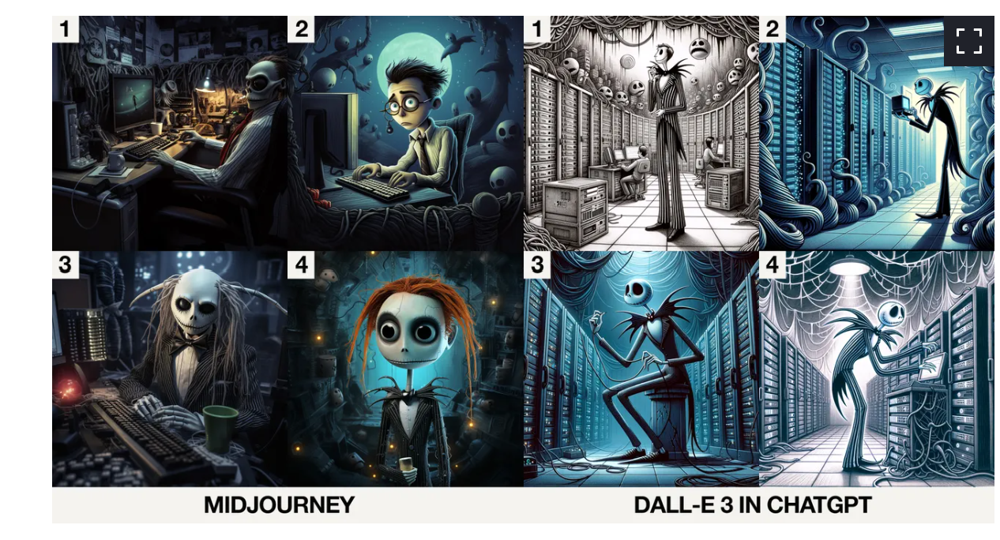 1 2 1 2
3 4 3 4
MIDJOURNEY DALL-E 3 IN CHATGPT